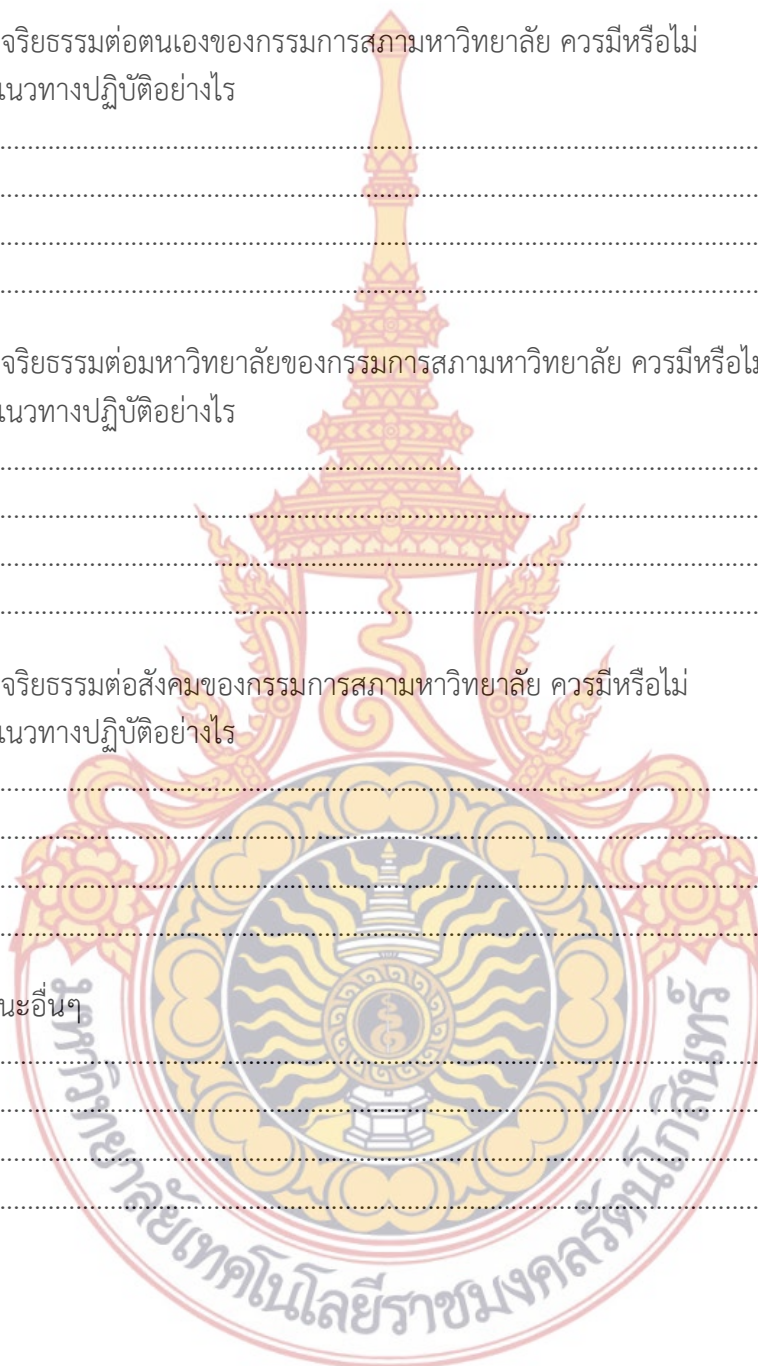 จริยธรรมต่อตนเองของกรรมการสภามหาวิทยาลัย ควรมีหรือไม่
แนวทางปฏิบัติอย่างไร
จริยธรรมต่อมหาวิทยาลัยของกรรมการสภามหาวิทยาลัย ควรมีหรือไม่
แนวทางปฏิบัติอย่างไร
จริยธรรมต่อสังคมของกรรมการสภามหาวิทยาลัย ควรมีหรือไม่
แนวทางปฏิบัติอย่างไร
นะอื่นๆ
มหาวิทยาลัยเทคโนโลยีราชมงคลรัตนโกสินทร์